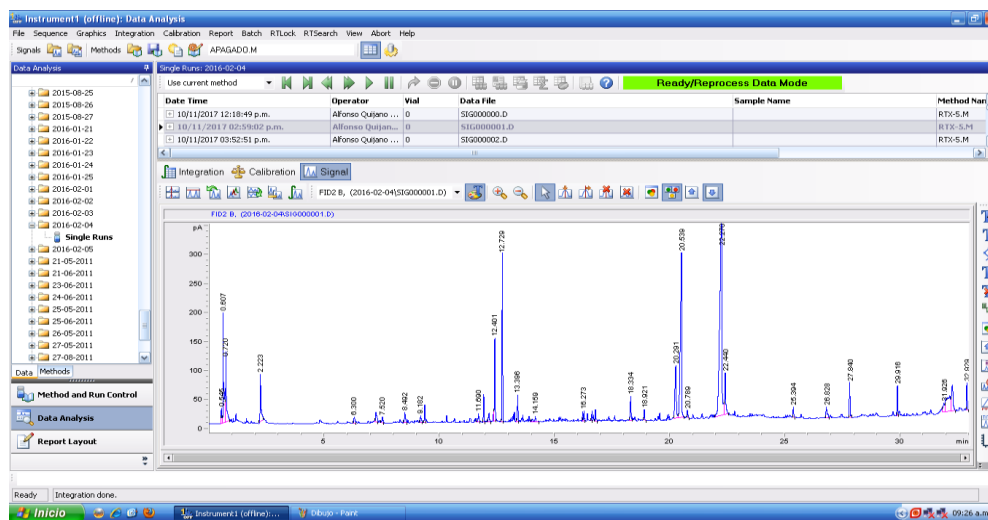 Instrument1 (offline): Data Analysis
File Sequence Graphics Integration Calibration Report Batch RTLock RTSearch View Abort Help
Signals Methods APAGADO.M
Data Analysis
2015-08-25
2015-08-26
2015-08-27
2016-01-21
2016-01-22
2016-01-23
2016-01-24
2016-01-25
2016-02-01
2016-02-02
2016-02-03
2016-02-04
Single Runs
2016-02-05
21-05-2011
21-06-2011
23-06-2011
24-06-2011
25-05-2011
25-06-2011
26-05-2011
27-05-2011
27-08-2011
Data Methods
Method and Run Control
Data Analysis
Report Layout
Single Runs: 2016-02-04
Use current method Ready/Reprocess Data Mode
Date Time Operator Vial Data File Sample Name Method Nam
10/11/2017 12:18:49 p.m. Alfonso Quijano ... 0 SIG000000.D RTX-5.M
10/11/2017 02:59:02 p.m. Alfonso Quijan... 0 SIG000001.D RTX-5.M
10/11/2017 03:52:51 p.m. Alfonso Quijano ... 0 SIG000002.D RTX-5.M
Integration Calibration Signal
FID2 B, (2016-02-04\SIG000001.D)
FID2 B, (2016-02-04\SIG000001.D)
pA
300
250
200
150
100
50
0
0.607
2.223
6.300
7.520
8.492
9.182
11.690
12.401
12.729
13.396
14.169
16.273
18.334
18.921
20.291
20.539
20.789
22.270
22.440
25.394
26.828
27.840
29.916
31.926
32.929
5 10 15 20 25 30 min
Ready Integration done.
Inicio Instrument1 (offline):... Dibujo - Paint 09:26 a.m